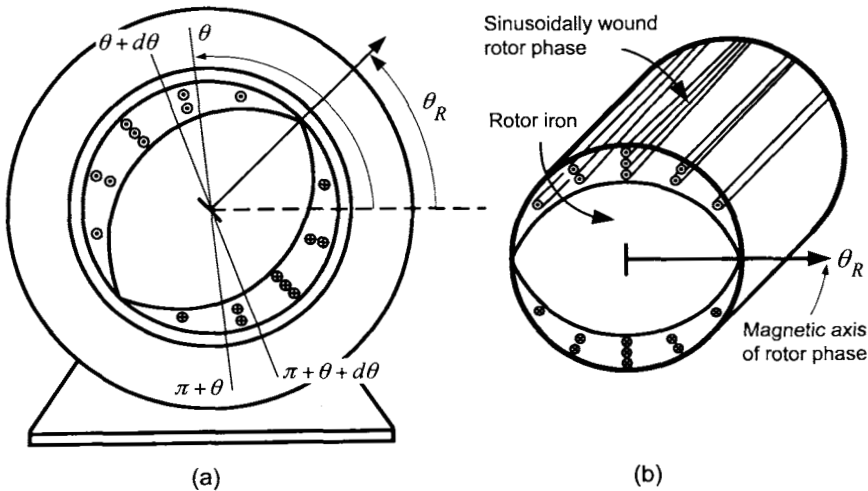 θ + dθ
θ
θ_R
π + θ
π + θ + dθ
(a)
Sinusoidally wound
rotor phase
Rotor iron
θ_R
Magnetic axis
of rotor phase
(b)